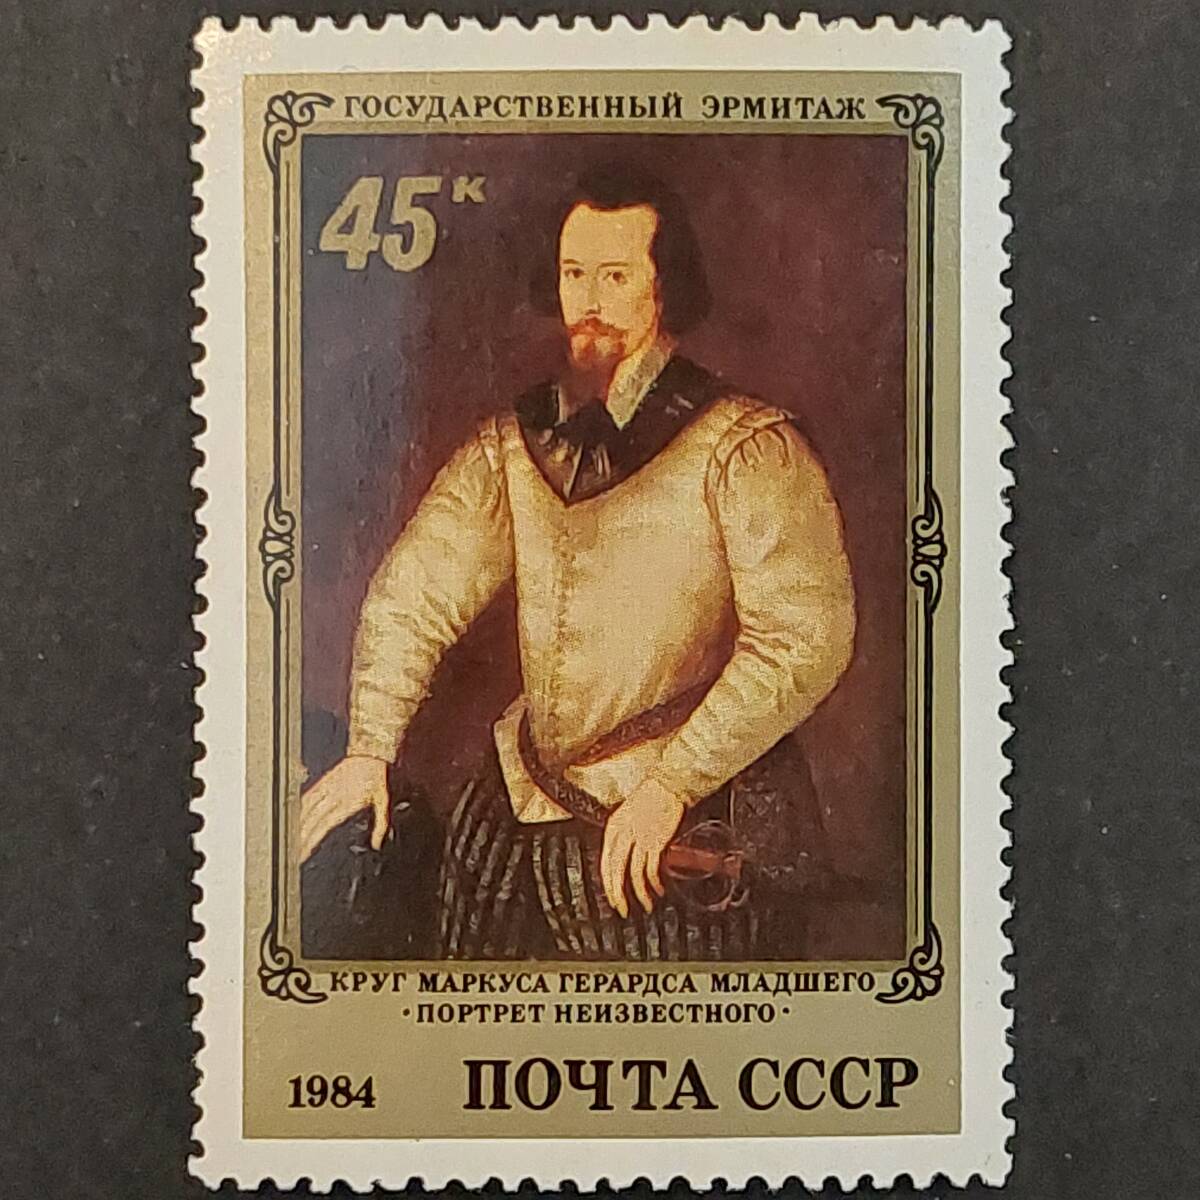 ГОСУДАРСТВЕННЫЙ ЭРМИТАЖ
45к
КРУГ МАРКУСА ГЕРАРДСА МЛАДШЕГО
·ПОРТРЕТ НЕИЗВЕСТНОГО·
1984 ПОЧТА СССР